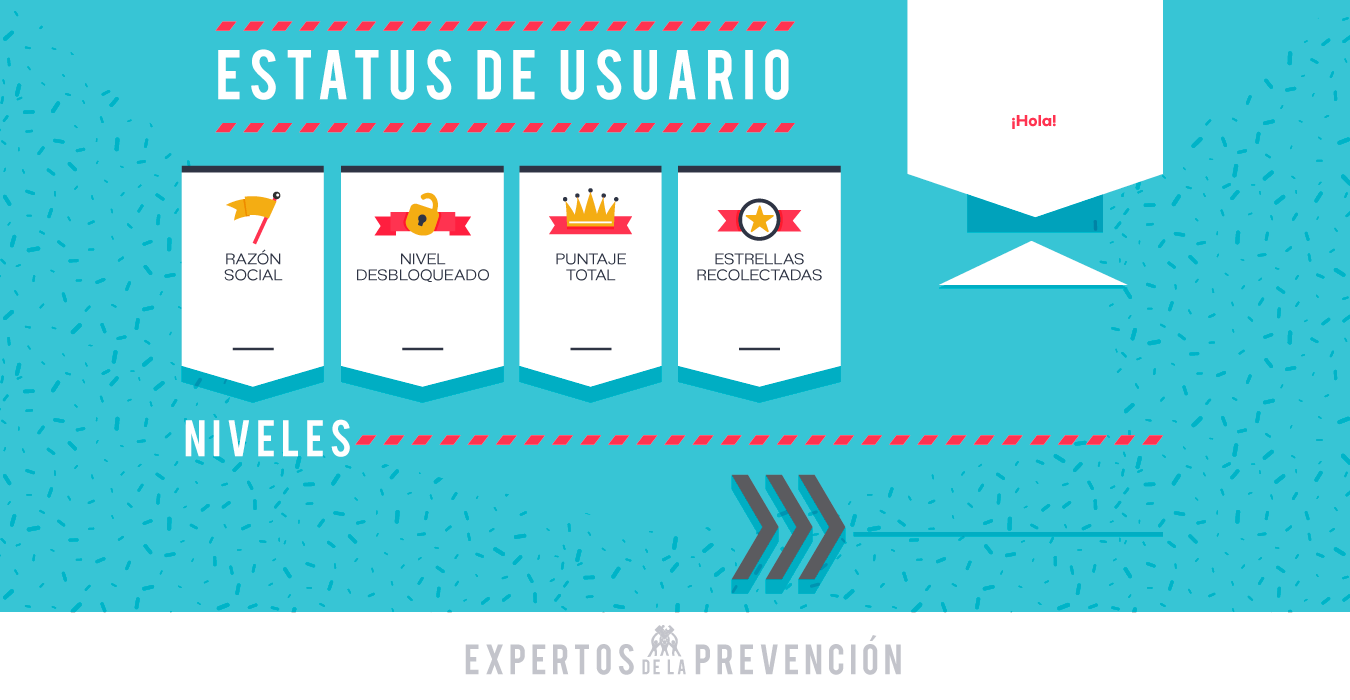 ESTATUS DE USUARIO
¡Hola!
RAZÓN
SOCIAL
NIVEL
DESBLOQUEADO
PUNTAJE
TOTAL
ESTRELLAS
RECOLECTADAS
NIVELES
EXPERTOS DE LA PREVENCIÓN